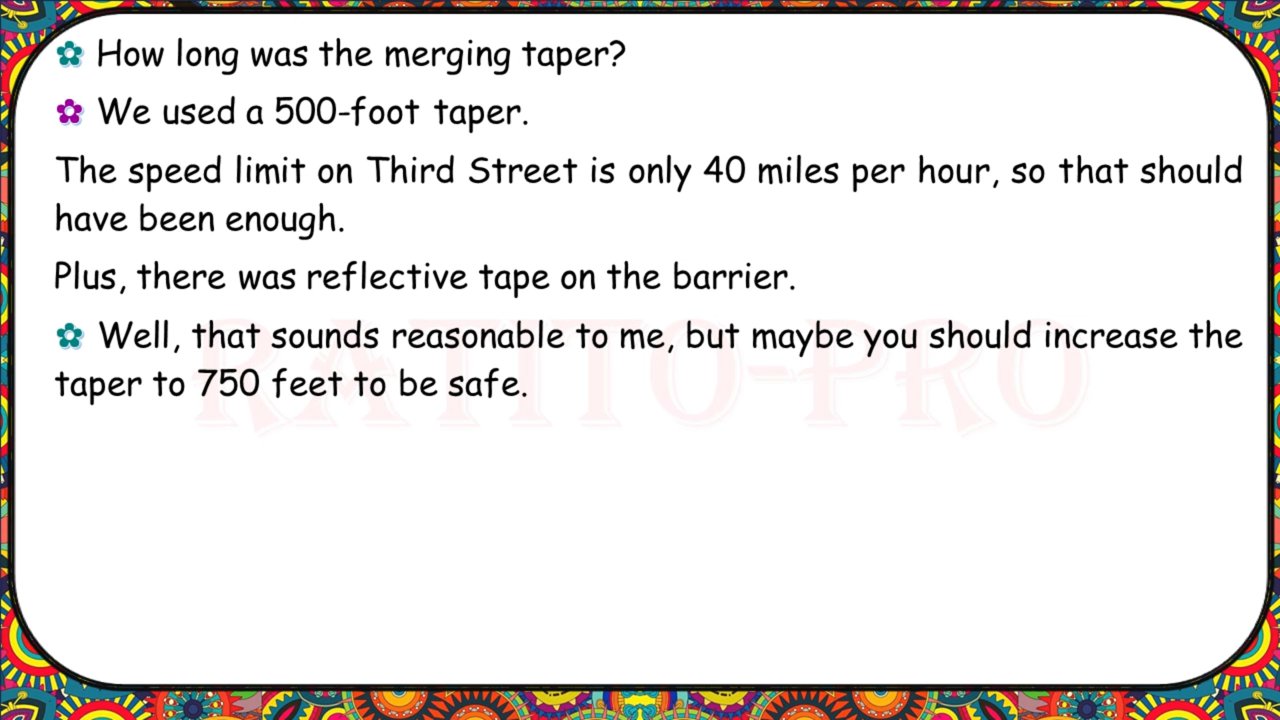 How long was the merging taper?
We used a 500-foot taper.
The speed limit on Third Street is only 40 miles per hour, so that should
have been enough.
Plus, there was reflective tape on the barrier.
Well, that sounds reasonable to me, but maybe you should increase the
taper to 750 feet to be safe.
RATITO-PRO